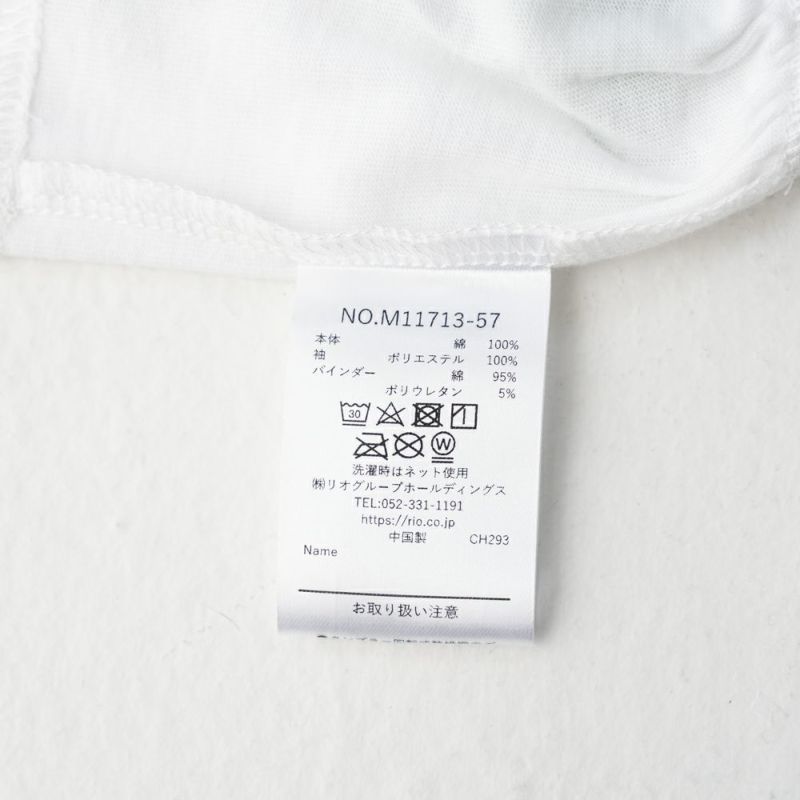 NO.M11713-57
本体 綿 100%
袖 ポリエステル 100%
バインダー 綿 95%
ポリウレタン 5%
30
W
洗濯時はネット使用
㈱リオグループホールディングス
TEL:052-331-1191
https://rio.co.jp
中国製 CH293
Name
お取り扱い注意